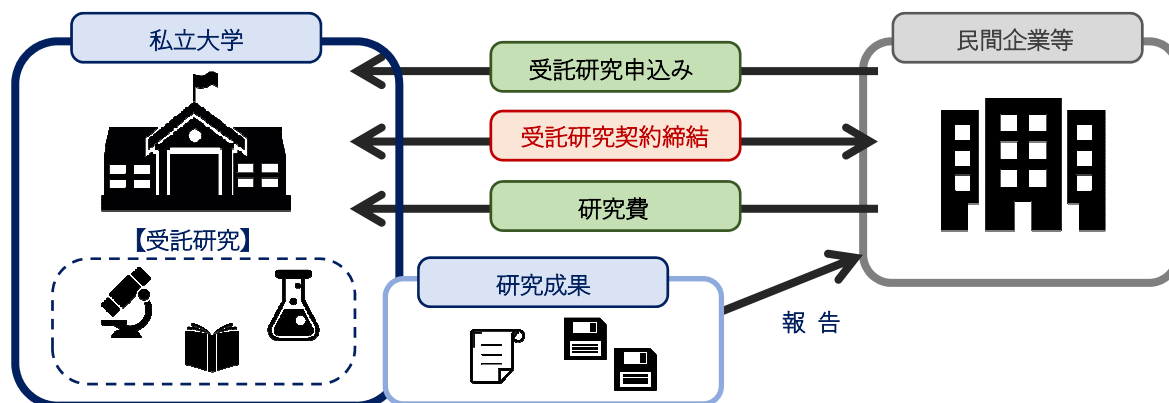 私立大学
民間企業等
受託研究申込み
受託研究契約締結
研究費
【受託研究】
研究成果
報 告